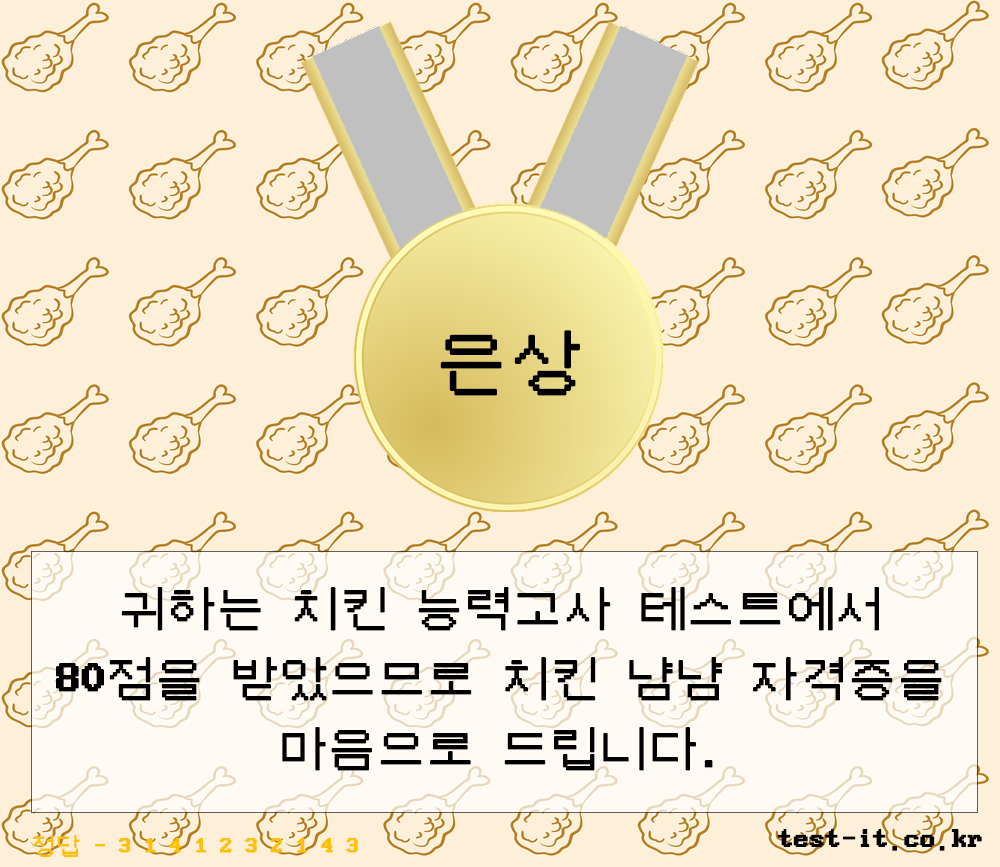 은상
귀하는 치킨 능력고사 테스트에서
80점을 받았으므로 치킨 냠냠 자격증을
마음으로 드립니다.
정답 - 3 1 4 1 2 3 2 1 4 3
test-it.co.kr